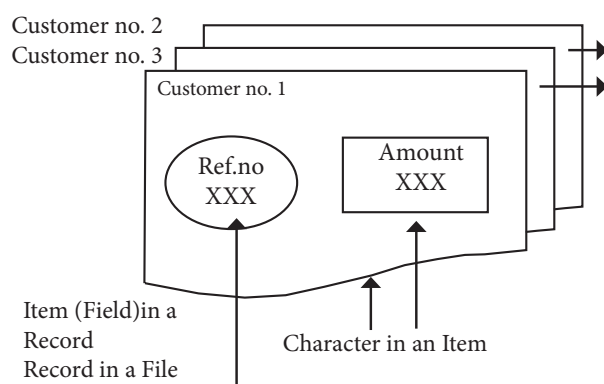 Customer no. 2
Customer no. 3
Customer no. 1
Ref.no
XXX
Amount
XXX
Item (Field)in a
Record
Record in a File
Character in an Item